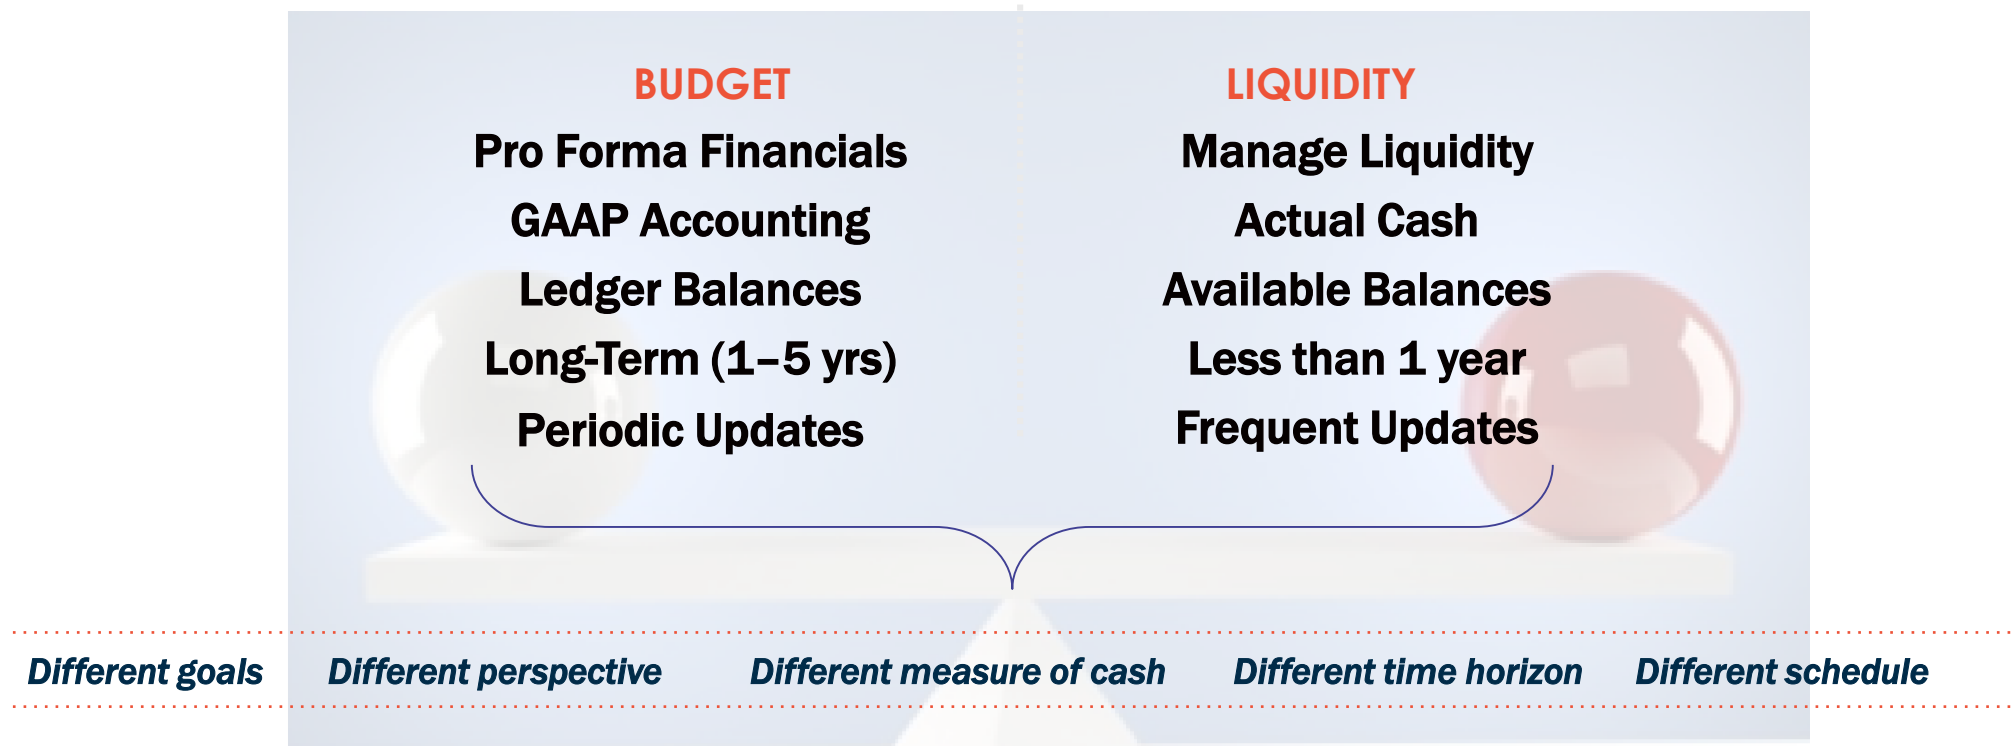 BUDGET
Pro Forma Financials
GAAP Accounting
Ledger Balances
Long-Term (1–5 yrs)
Periodic Updates
LIQUIDITY
Manage Liquidity
Actual Cash
Available Balances
Less than 1 year
Frequent Updates
Different goals
Different perspective
Different measure of cash
Different time horizon
Different schedule